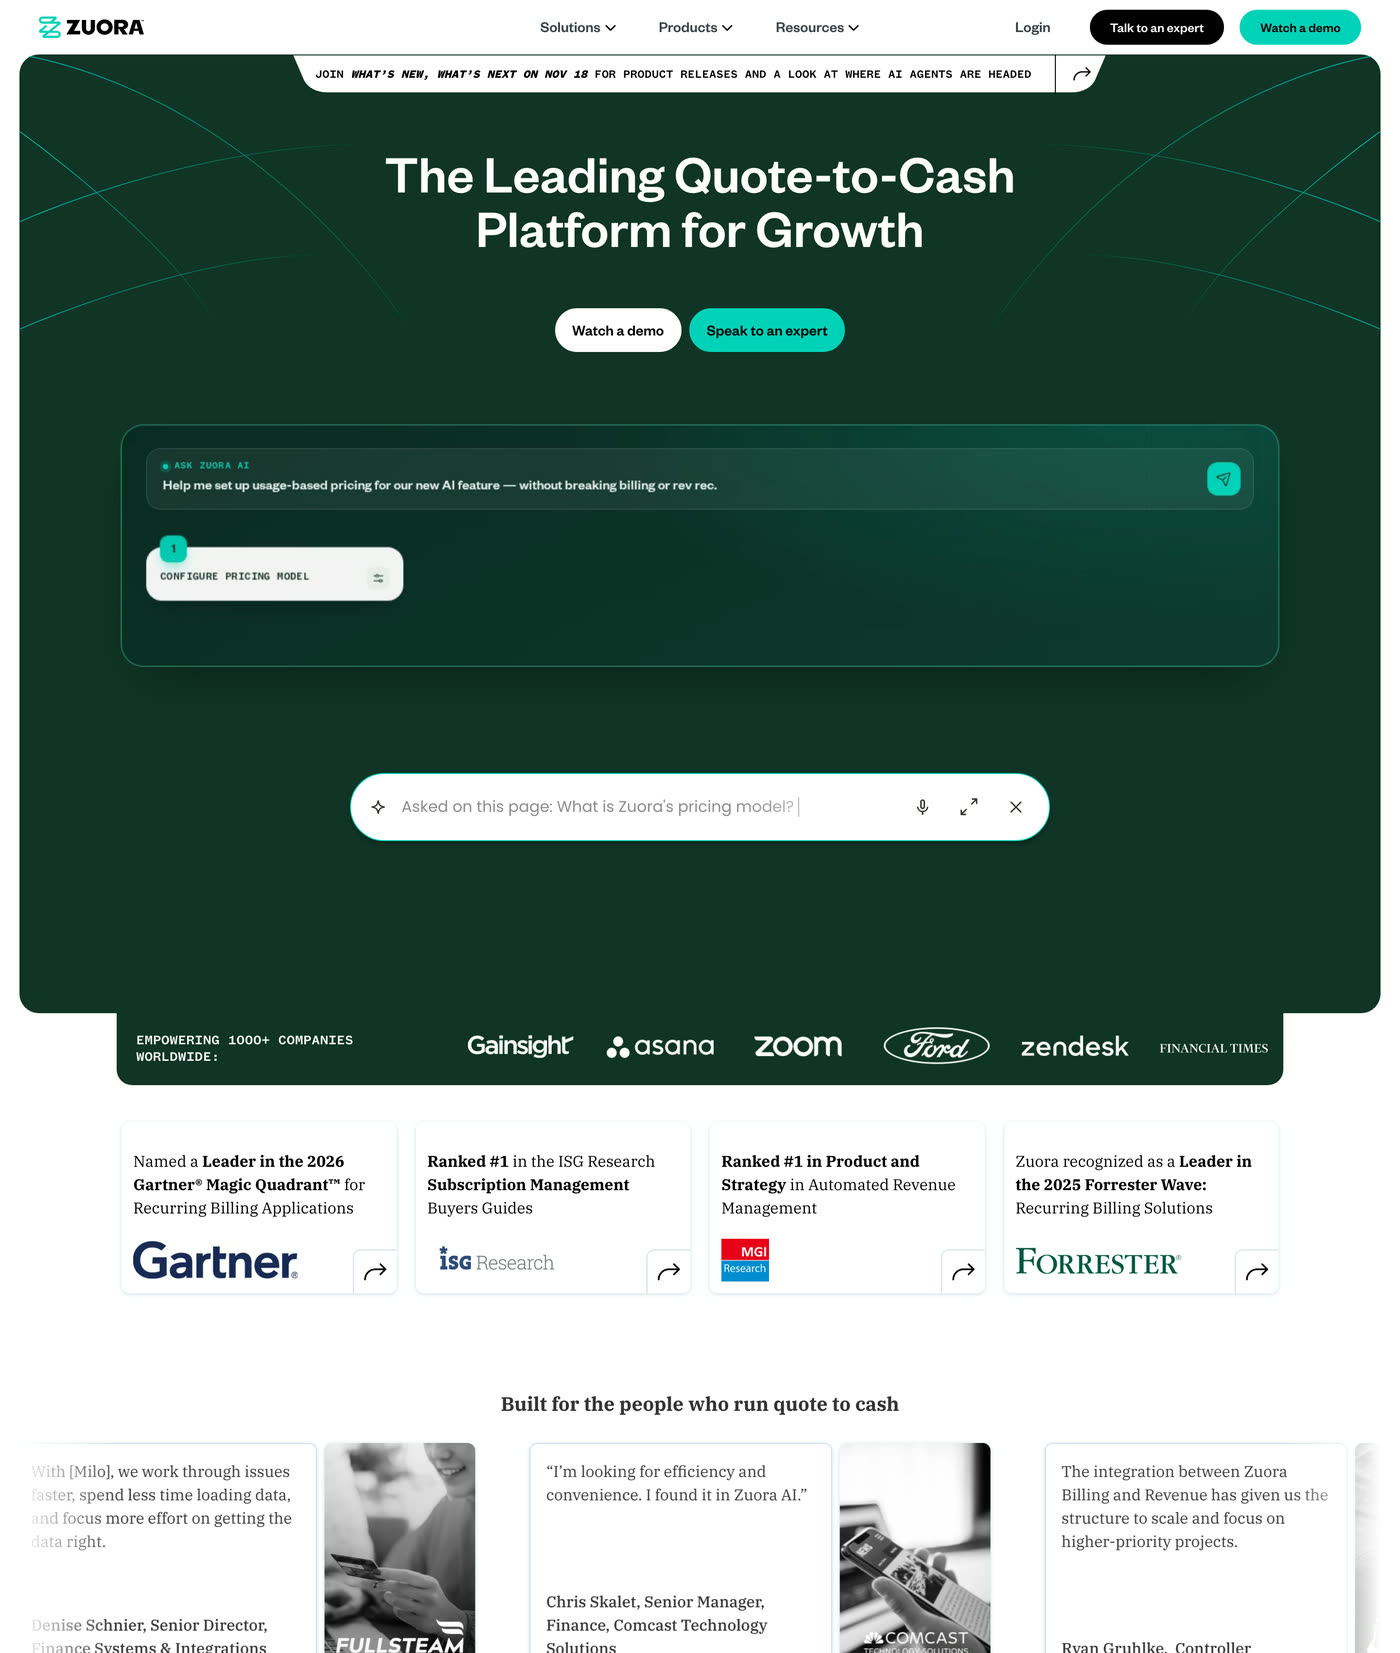 ZUORA
Solutions
Products
Resources
Login
Talk to an expert
Watch a demo
JOIN WHAT'S NEW, WHAT'S NEXT ON NOV 18 FOR PRODUCT RELEASES AND A LOOK AT WHERE AI AGENTS ARE HEADED
The Leading Quote-to-Cash
Platform for Growth
Watch a demo
Speak to an expert
ASK ZUORA AI
Help me set up usage-based pricing for our new AI feature — without breaking billing or rev rec.
1
CONFIGURE PRICING MODEL
Asked on this page: What is Zuora's pricing model?
EMPOWERING 1000+ COMPANIES
WORLDWIDE:
Gainsight
asana
zoom
Ford
zendesk
FINANCIAL TIMES
Named a Leader in the 2026
Gartner® Magic Quadrant™ for
Recurring Billing Applications
Gartner®
Ranked #1 in the ISG Research
Subscription Management
Buyers Guides
ISG Research
Ranked #1 in Product and
Strategy in Automated Revenue
Management
MGI
Research
Zuora recognized as a Leader in
the 2025 Forrester Wave:
Recurring Billing Solutions
FORRESTER®
Built for the people who run quote to cash
With [Milo], we work through issues
faster, spend less time loading data,
and focus more effort on getting the
data right.
Denise Schnier, Senior Director,
Finance Systems & Integrations
FULLSTEAM
“I’m looking for efficiency and
convenience. I found it in Zuora AI.”
Chris Skalet, Senior Manager,
Finance, Comcast Technology
Solutions
NEWS
COMCAST
TECHNOLOGY SOLUTIONS
The integration between Zuora
Billing and Revenue has given us the
structure to scale and focus on
higher-priority projects.
Ryan Gruhlke, Controller